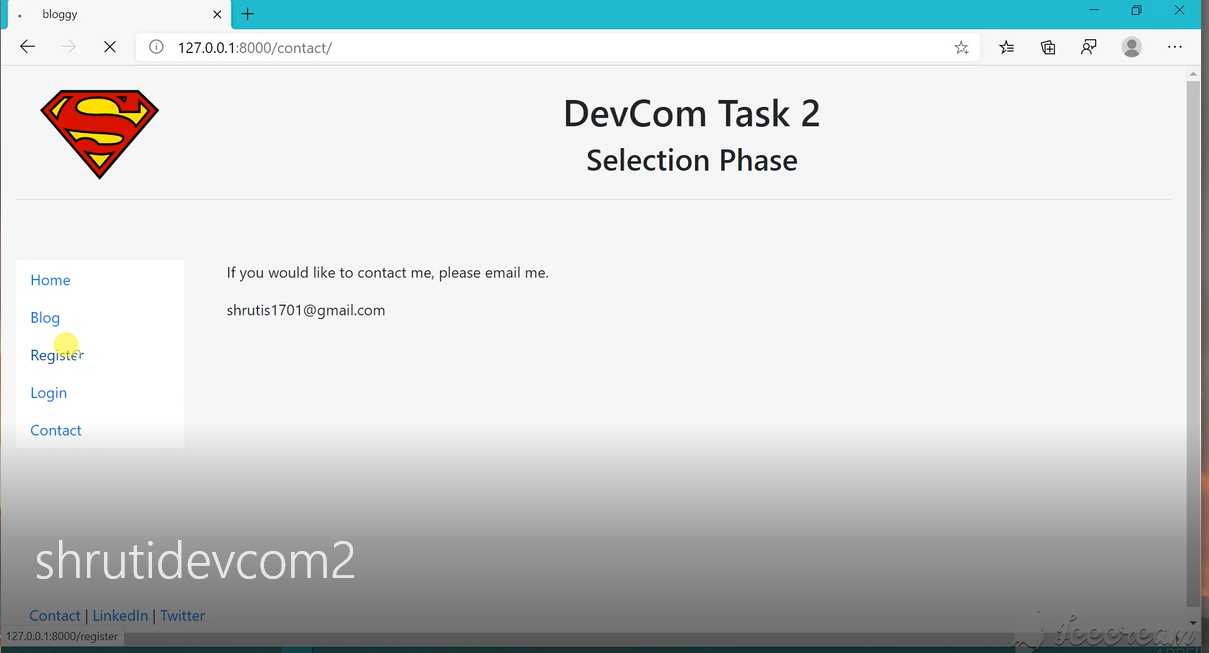 bloggy
127.0.0.1:8000/contact/
DevCom Task 2
Selection Phase
Home
Blog
Register
Login
Contact
If you would like to contact me, please email me.
shrutis1701@gmail.com
shrutidevcom2
Contact | LinkedIn | Twitter
127.0.0.1:8000/register
Icecream